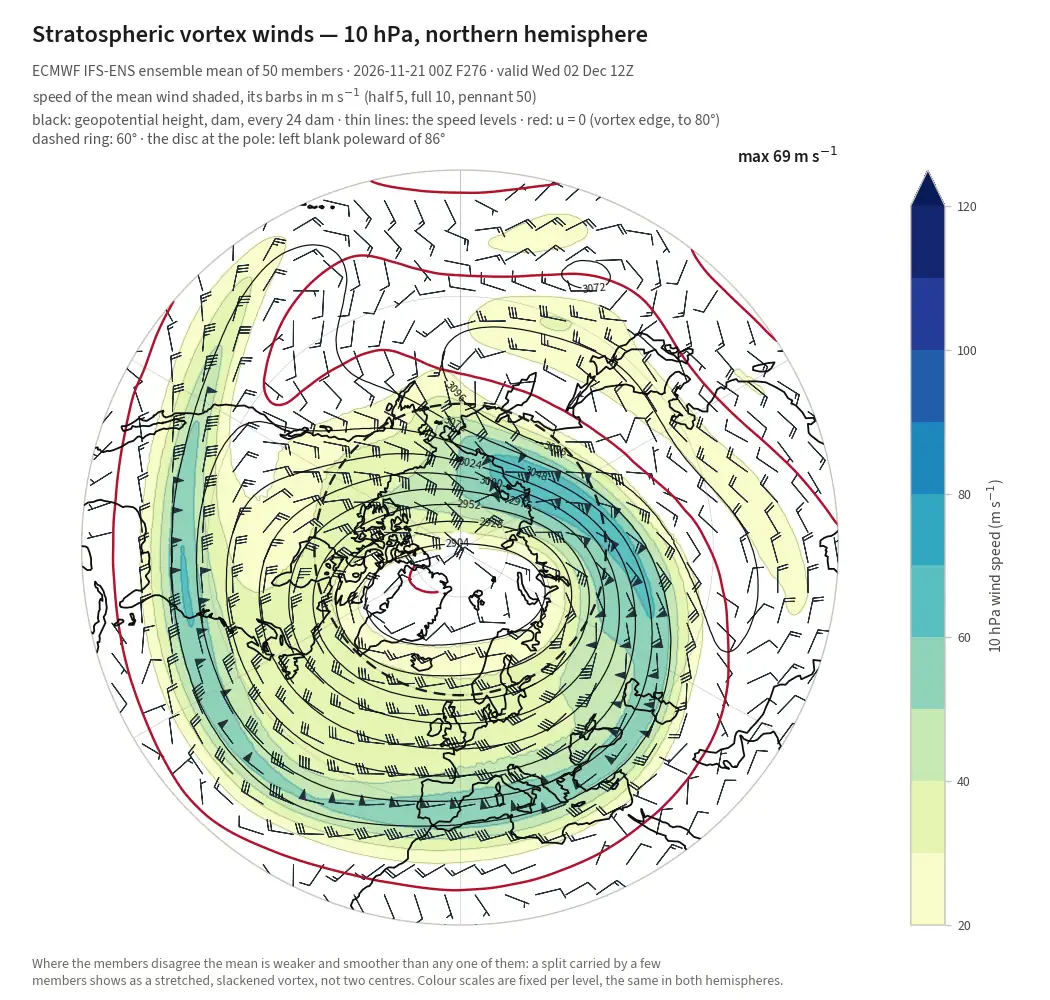 Stratospheric vortex winds — 10 hPa, northern hemisphere
ECMWF IFS-ENS ensemble mean of 50 members · 2026-11-21 00Z F276 · valid Wed 02 Dec 12Z
speed of the mean wind shaded, its barbs in m s⁻¹ (half 5, full 10, pennant 50)
black: geopotential height, dam, every 24 dam · thin lines: the speed levels · red: u = 0 (vortex edge, to 80°)
dashed ring: 60° · the disc at the pole: left blank poleward of 86°
max 69 m s⁻¹
120
100
80
60
40
20
10 hPa wind speed (m s⁻¹)
3072
3096
3024
3048
3000
2952
2928
2904
Where the members disagree the mean is weaker and smoother than any one of them: a split carried by a few
members shows as a stretched, slackened vortex, not two centres. Colour scales are fixed per level, the same in both hemispheres.